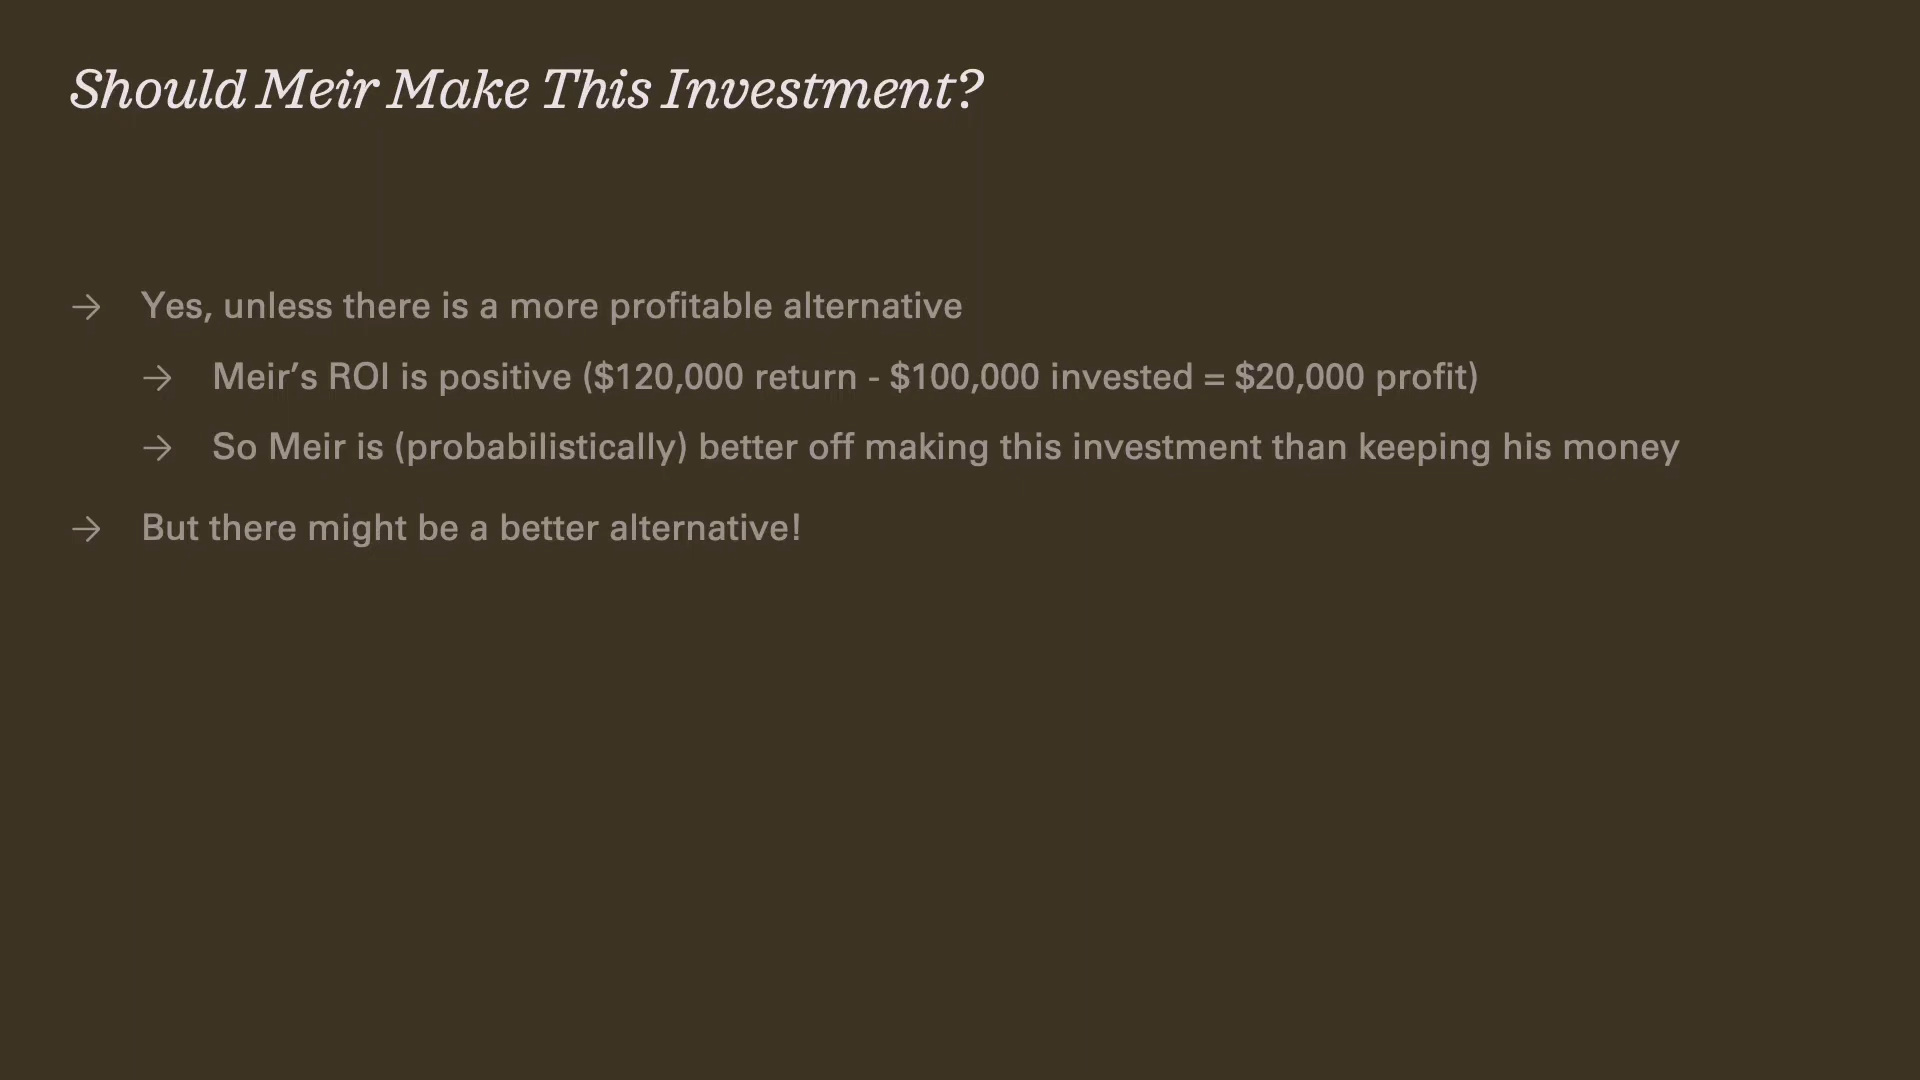 Should Meir Make This Investment?
→ Yes, unless there is a more profitable alternative
→ Meir’s ROI is positive ($120,000 return - $100,000 invested = $20,000 profit)
→ So Meir is (probabilistically) better off making this investment than keeping his money
→ But there might be a better alternative!